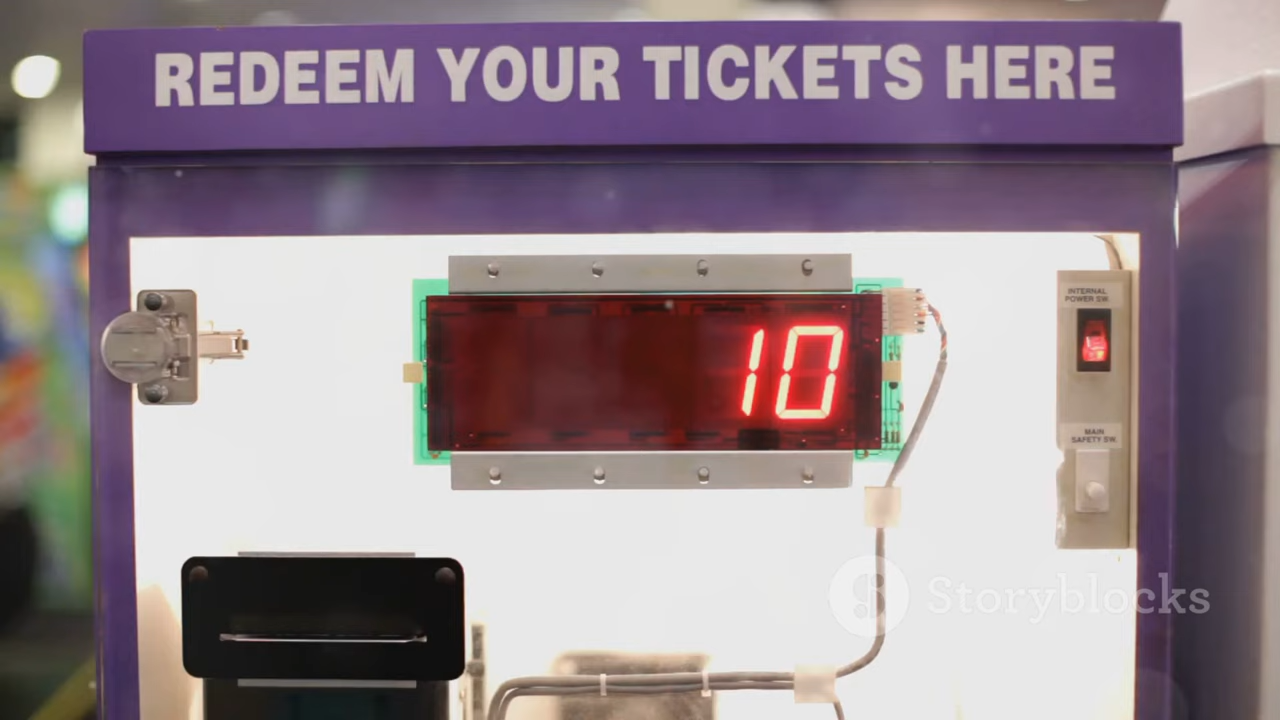 REDEEM YOUR TICKETS HERE
INTERNAL
POWER SW.
10
MAIN
SAFETY SW.
Storyblocks